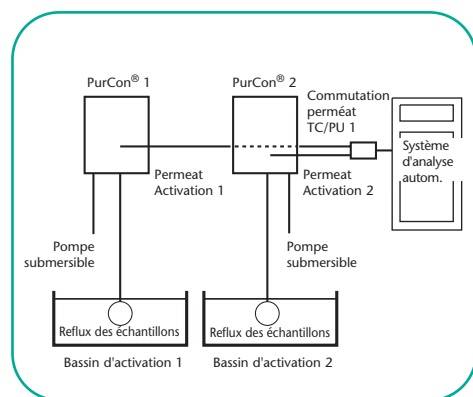 PurCon® 1
PurCon® 2
Commutation
perméat
TC/PU 1
Système
d'analyse
autom.
Permeat
Activation 1
Permeat
Activation 2
Pompe
submersible
Pompe
submersible
Reflux des échantillons
Reflux des échantillons
Bassin d'activation 1
Bassin d'activation 2